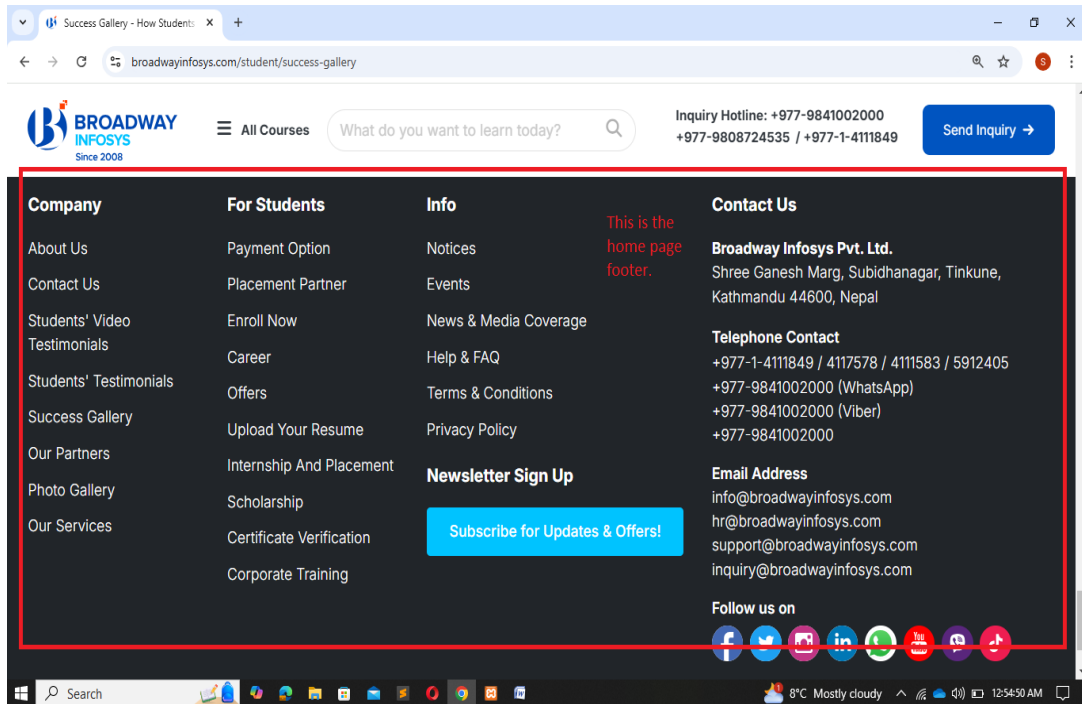 Success Gallery - How Students
broadwayinfosys.com/student/success-gallery
S
BROADWAY
INFOSYS
Since 2008
All Courses
What do you want to learn today?
Inquiry Hotline: +977-9841002000
+977-9808724535 / +977-1-4111849
Send Inquiry →
Company
About Us
Contact Us
Students' Video
Testimonials
Students' Testimonials
Success Gallery
Our Partners
Photo Gallery
Our Services
For Students
Payment Option
Placement Partner
Enroll Now
Career
Offers
Upload Your Resume
Internship And Placement
Scholarship
Certificate Verification
Corporate Training
Info
Notices
Events
News & Media Coverage
Help & FAQ
Terms & Conditions
Privacy Policy
Newsletter Sign Up
Subscribe for Updates & Offers!
This is the
home page
footer.
Contact Us
Broadway Infosys Pvt. Ltd.
Shree Ganesh Marg, Subidhanagar, Tinkune,
Kathmandu 44600, Nepal
Telephone Contact
+977-1-4111849 / 4117578 / 4111583 / 5912405
+977-9841002000 (WhatsApp)
+977-9841002000 (Viber)
+977-9841002000
Email Address
info@broadwayinfosys.com
hr@broadwayinfosys.com
support@broadwayinfosys.com
inquiry@broadwayinfosys.com
Follow us on
Search
8°C Mostly cloudy
12:54:50 AM